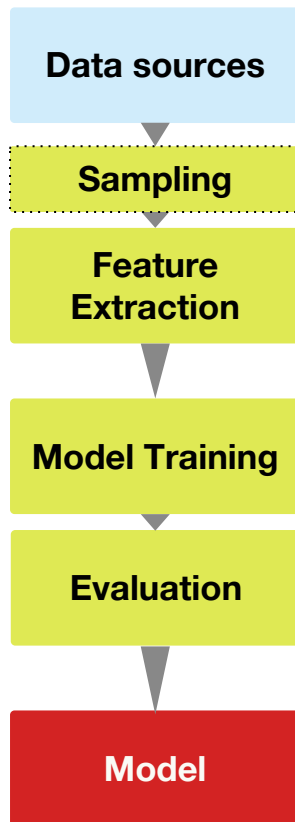 Data sources
Sampling
Feature
Extraction
Model Training
Evaluation
Model